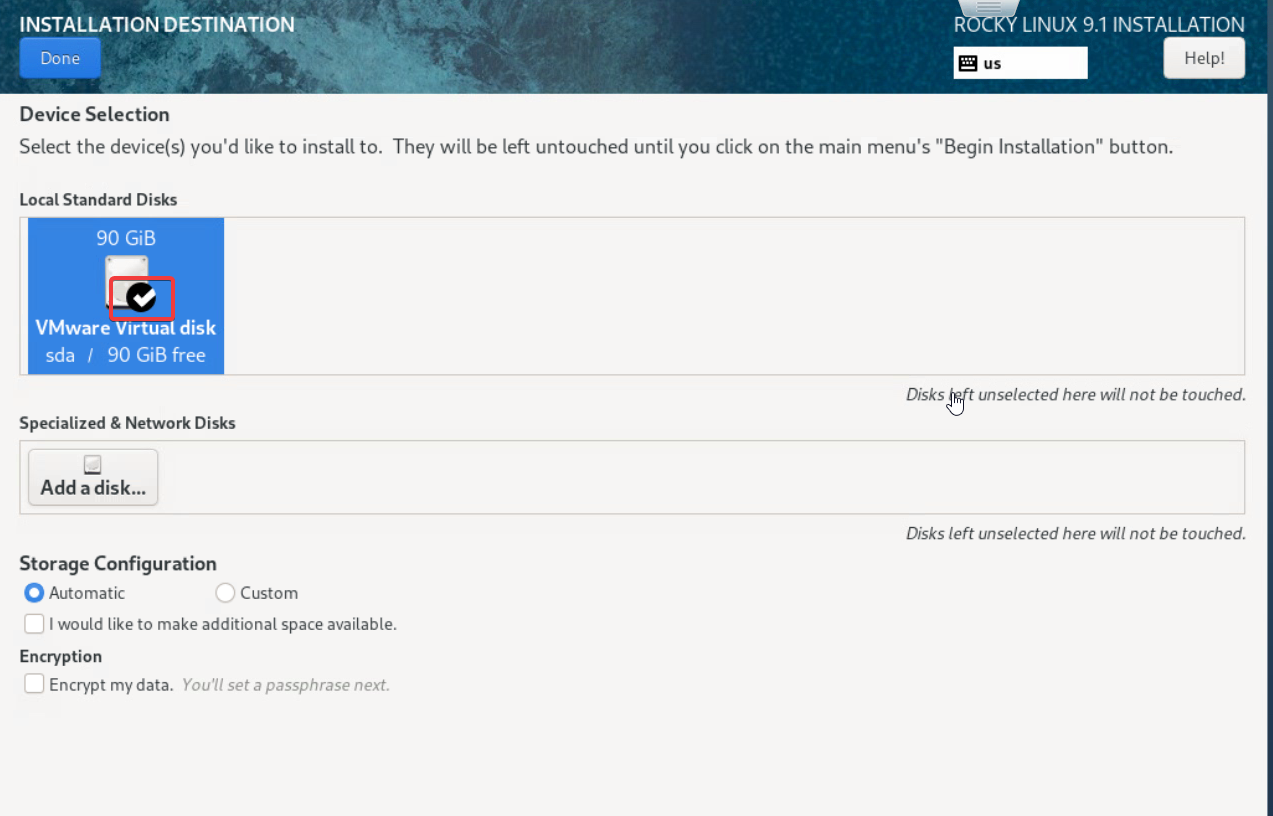 INSTALLATION DESTINATION
ROCKY LINUX 9.1 INSTALLATION
Done
us
Help!
Device Selection
Select the device(s) you'd like to install to.  They will be left untouched until you click on the main menu's "Begin Installation" button.
Local Standard Disks
90 GiB
VMware Virtual disk
sda / 90 GiB free
Disks left unselected here will not be touched.
Specialized & Network Disks
Add a disk...
Disks left unselected here will not be touched.
Storage Configuration
Automatic
Custom
I would like to make additional space available.
Encryption
Encrypt my data. You'll set a passphrase next.